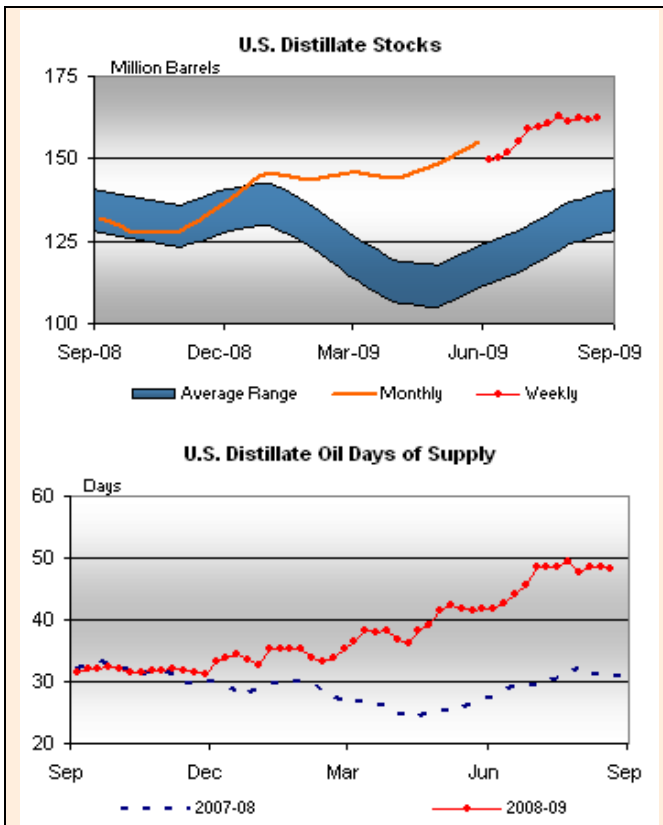 U.S. Distillate Stocks
Million Barrels
175
150
125
100
Sep-08 Dec-08 Mar-09 Jun-09 Sep-09
Average Range Monthly Weekly
U.S. Distillate Oil Days of Supply
Days
60
50
40
30
20
Sep Dec Mar Jun Sep
2007-08 2008-09